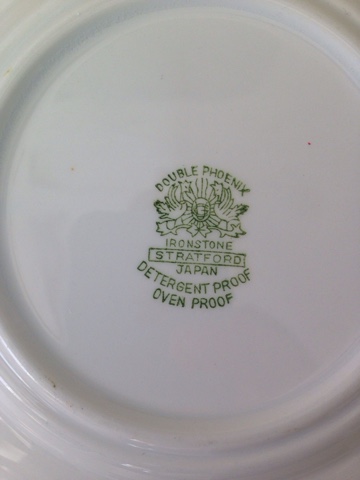 DOUBLE PHOENIX
IRONSTONE
STRATFORD
JAPAN
DETERGENT PROOF
OVEN PROOF